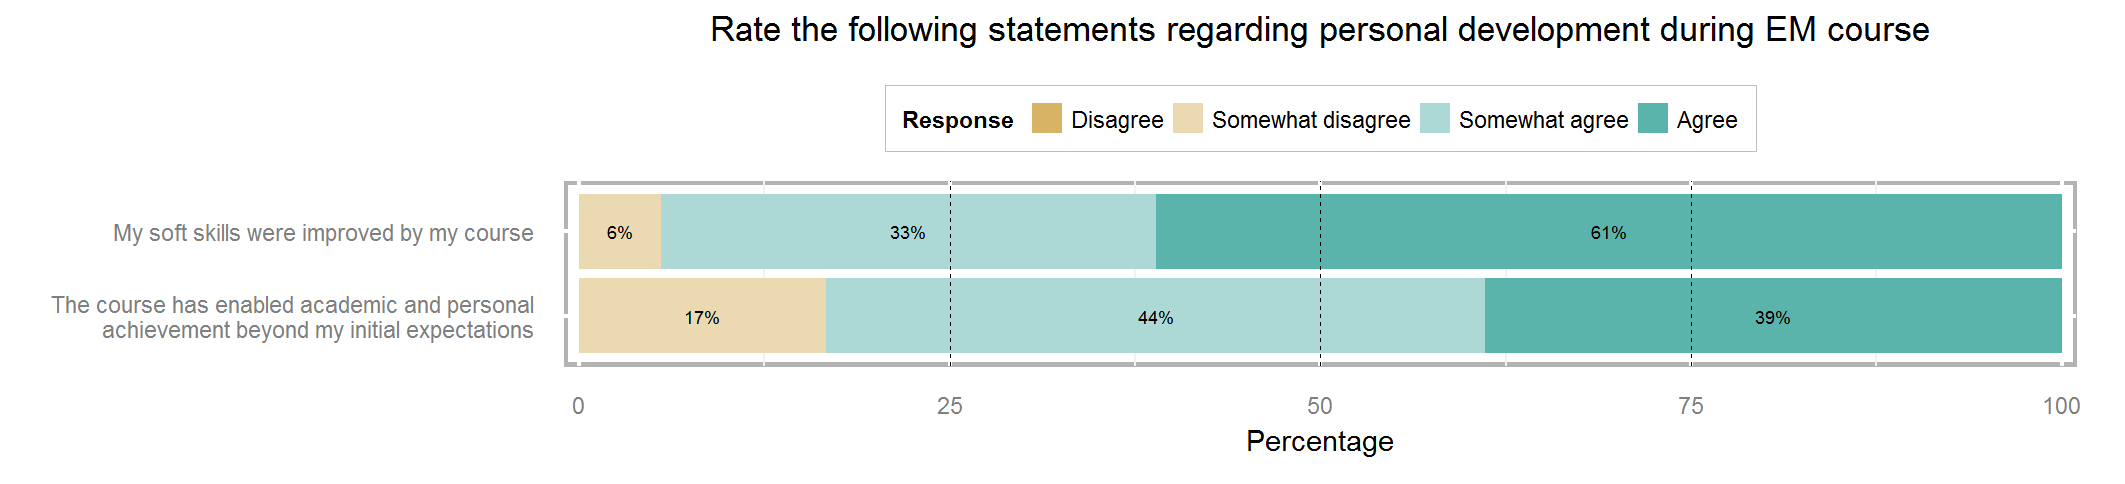 Rate the following statements regarding personal development during EM course
Response Disagree Somewhat disagree Somewhat agree Agree
My soft skills were improved by my course
6% 33% 61%
The course has enabled academic and personal
achievement beyond my initial expectations
17% 44% 39%
0 25 50 75 100
Percentage